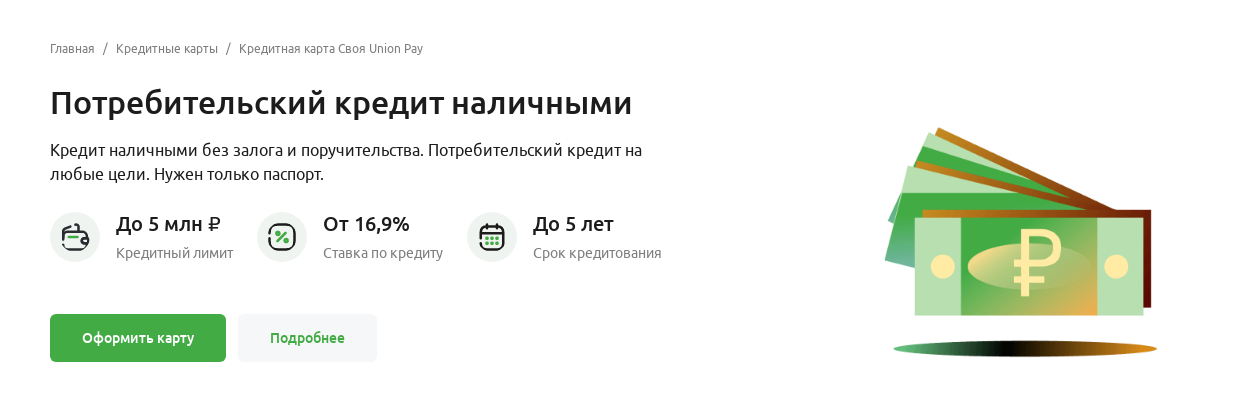 Главная / Кредитные карты / Кредитная карта Своя Union Pay
Потребительский кредит наличными
Кредит наличными без залога и поручительства. Потребительский кредит на
любые цели. Нужен только паспорт.
До 5 млн ₽
Кредитный лимит
От 16,9%
Ставка по кредиту
До 5 лет
Срок кредитования
Оформить карту
Подробнее
₽